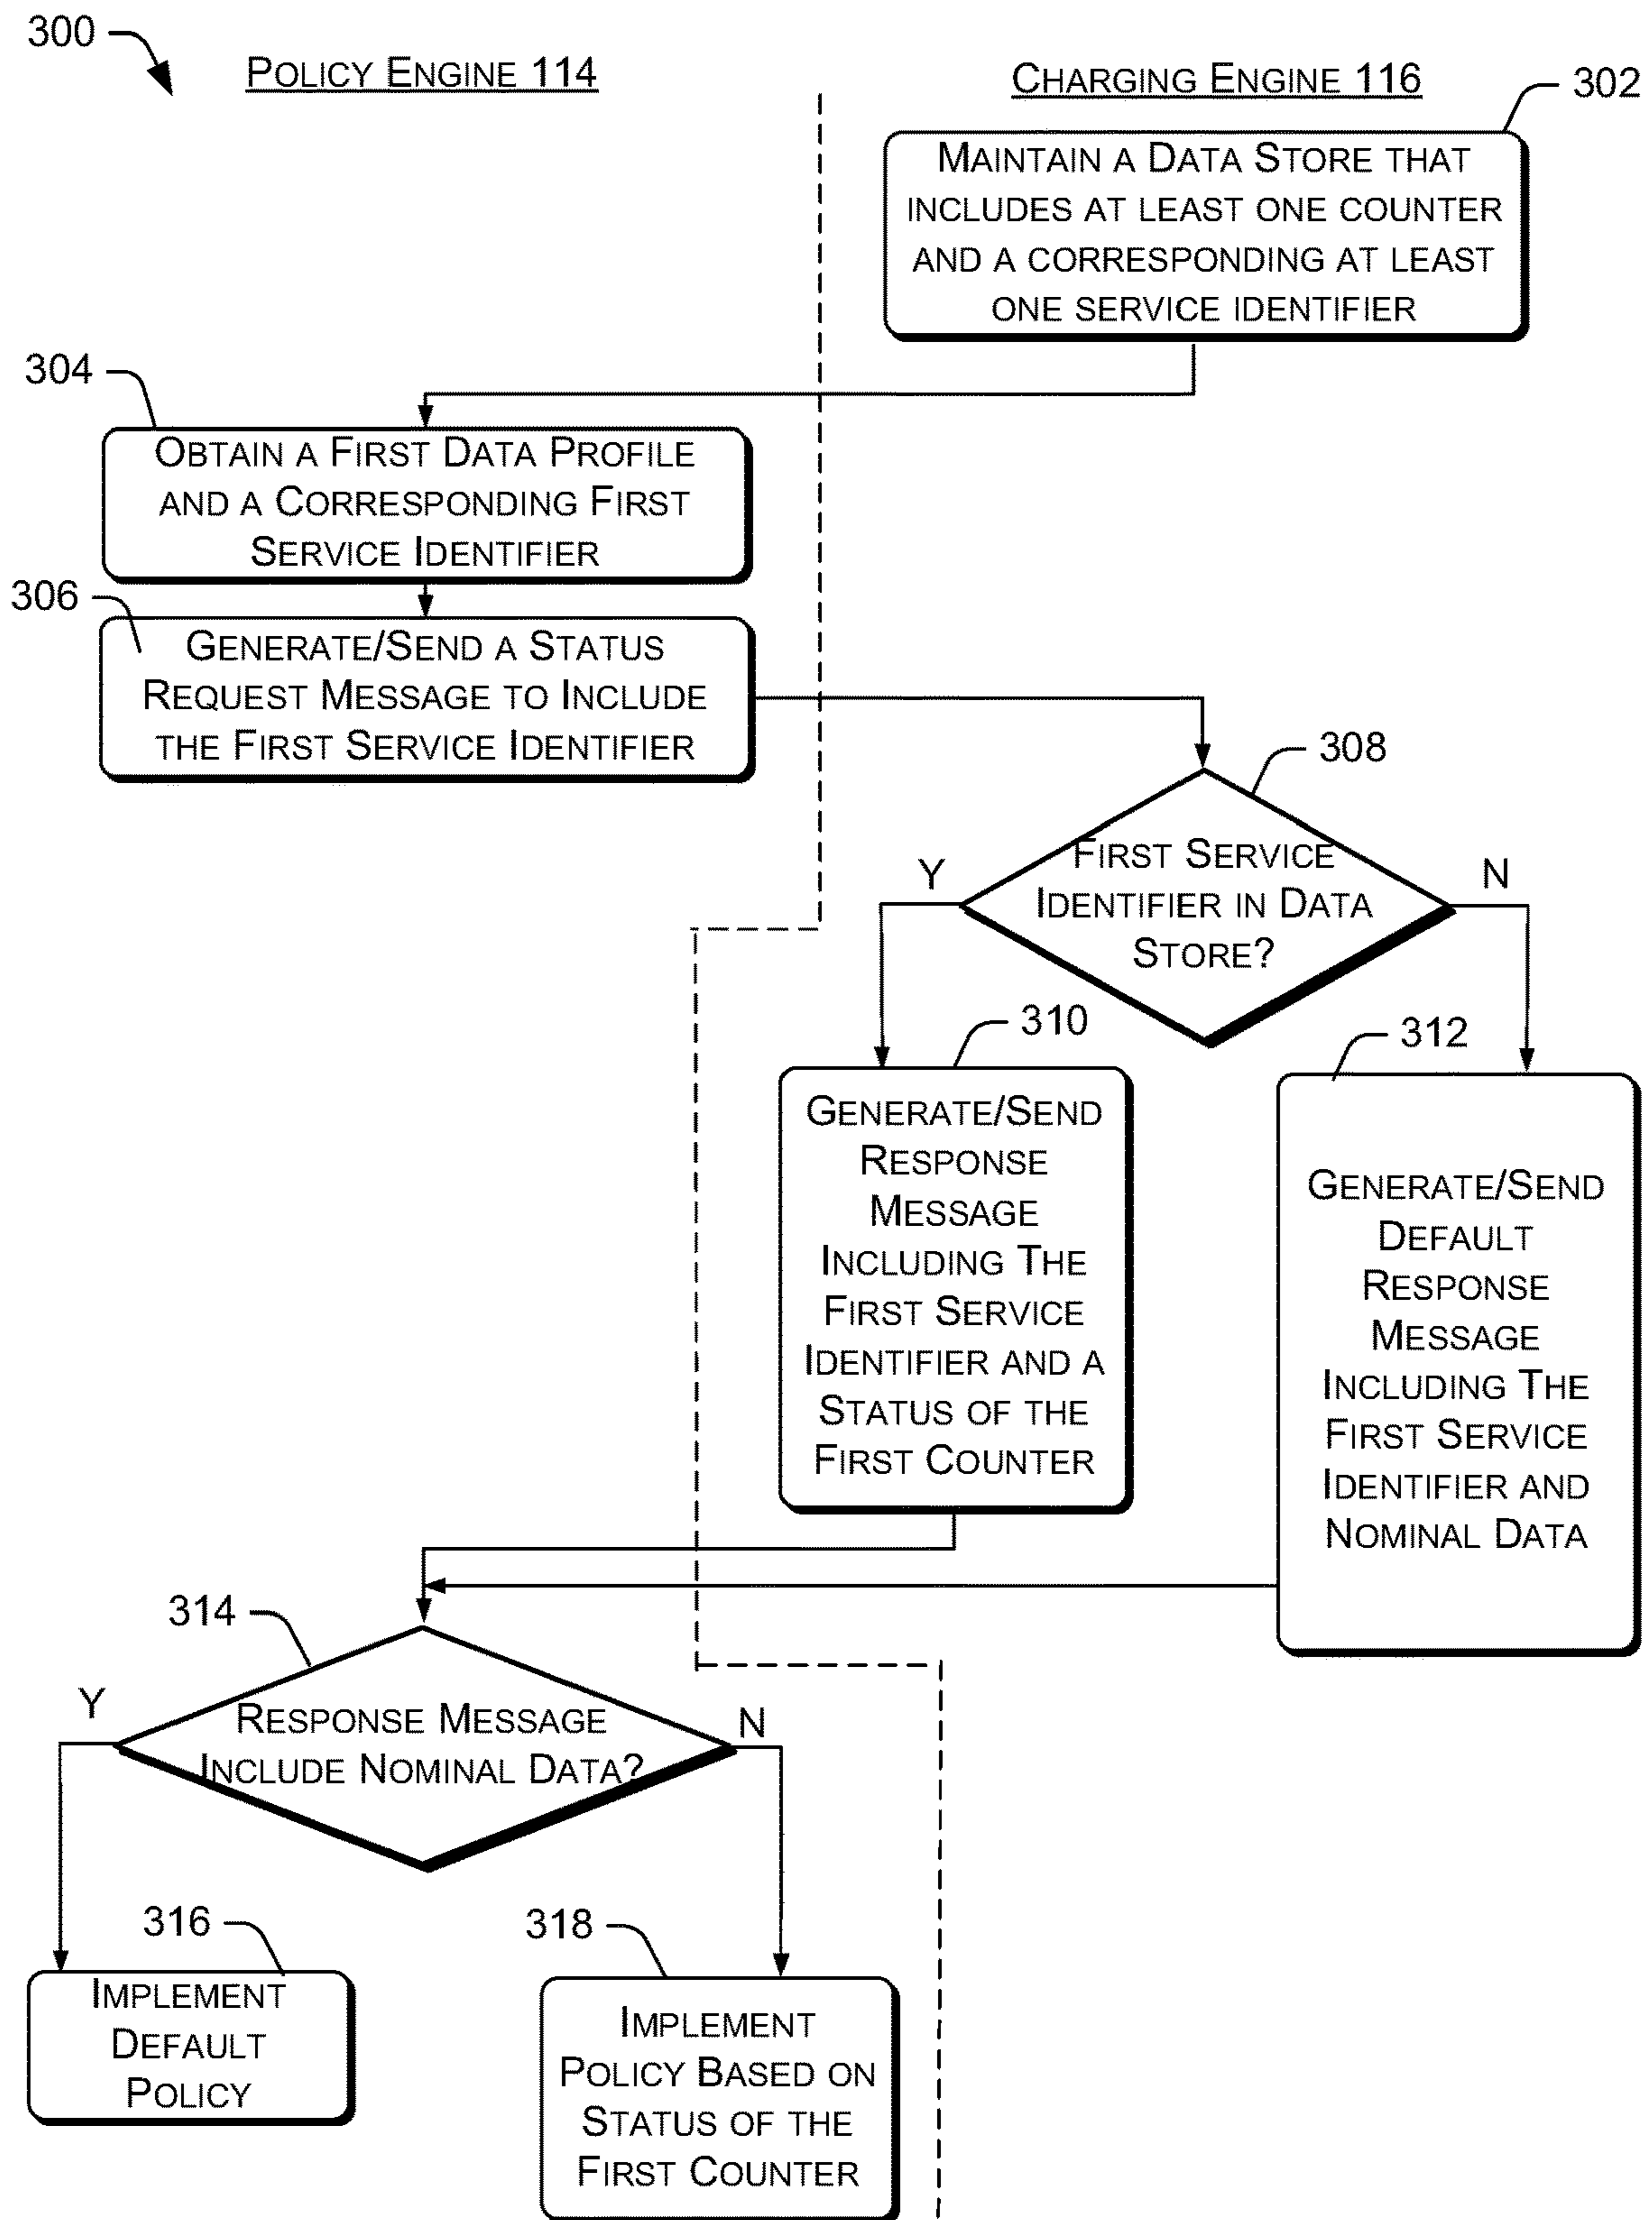 300
POLICY ENGINE 114
CHARGING ENGINE 116
302
MAINTAIN A DATA STORE THAT
INCLUDES AT LEAST ONE COUNTER
AND A CORRESPONDING AT LEAST
ONE SERVICE IDENTIFIER
304
OBTAIN A FIRST DATA PROFILE
AND A CORRESPONDING FIRST
SERVICE IDENTIFIER
306
GENERATE/SEND A STATUS
REQUEST MESSAGE TO INCLUDE
THE FIRST SERVICE IDENTIFIER
308
FIRST SERVICE
IDENTIFIER IN DATA
STORE?
Y
N
310
GENERATE/SEND
RESPONSE
MESSAGE
INCLUDING THE
FIRST SERVICE
IDENTIFIER AND A
STATUS OF THE
FIRST COUNTER
312
GENERATE/SEND
DEFAULT
RESPONSE
MESSAGE
INCLUDING THE
FIRST SERVICE
IDENTIFIER AND
NOMINAL DATA
314
RESPONSE MESSAGE
INCLUDE NOMINAL DATA?
Y
N
316
IMPLEMENT
DEFAULT
POLICY
318
IMPLEMENT
POLICY BASED ON
STATUS OF THE
FIRST COUNTER